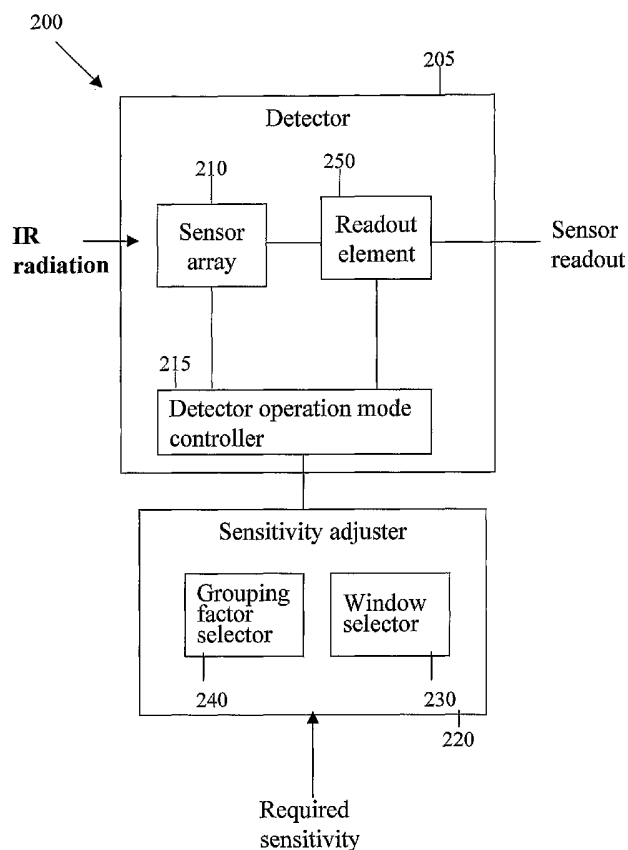 200
205
Detector
210
250
IR
radiation
Sensor
array
Readout
element
Sensor
readout
215
Detector operation mode
controller
Sensitivity adjuster
Grouping
factor
selector
Window
selector
240
230
220
Required
sensitivity